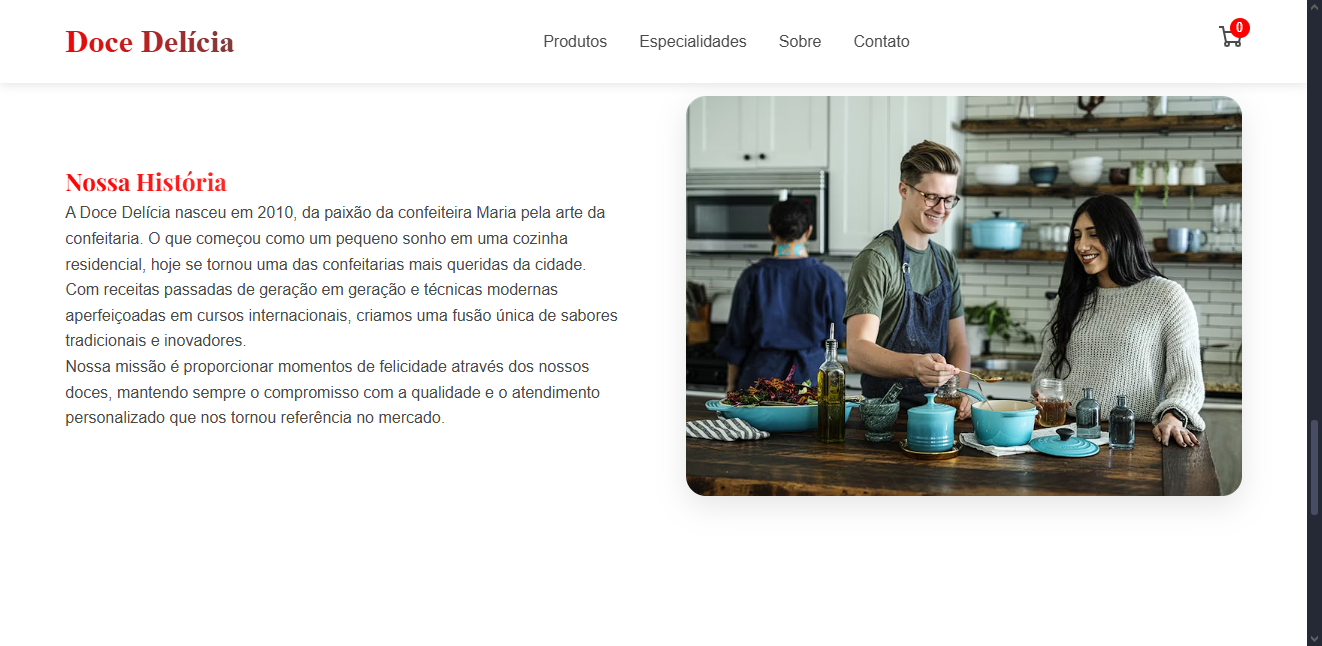 Doce Delícia
Produtos
Especialidades
Sobre
Contato
0
Nossa História
A Doce Delícia nasceu em 2010, da paixão da confeiteira Maria pela arte da
confeitaria. O que começou como um pequeno sonho em uma cozinha
residencial, hoje se tornou uma das confeitarias mais queridas da cidade.
Com receitas passadas de geração em geração e técnicas modernas
aperfeiçoadas em cursos internacionais, criamos uma fusão única de sabores
tradicionais e inovadores.
Nossa missão é proporcionar momentos de felicidade através dos nossos
doces, mantendo sempre o compromisso com a qualidade e o atendimento
personalizado que nos tornou referência no mercado.